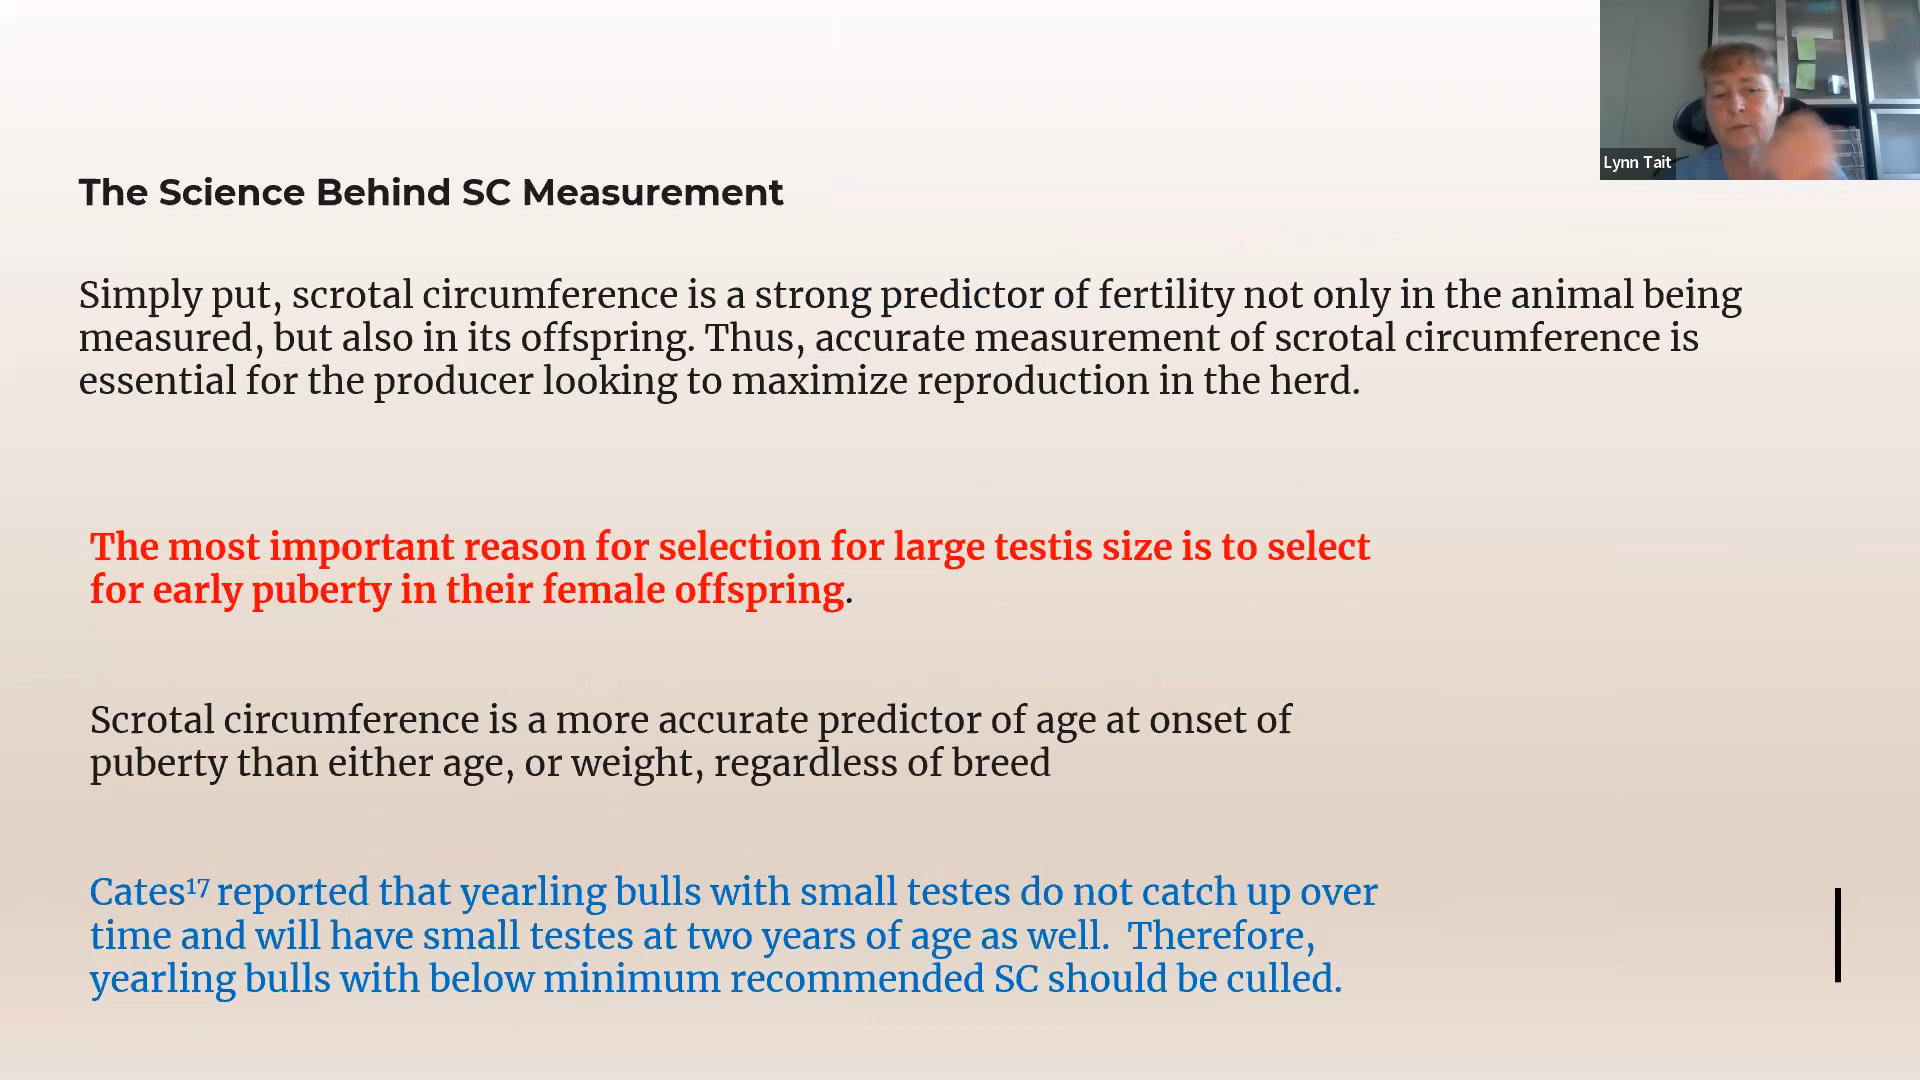 Lynn Tait
The Science Behind SC Measurement
Simply put, scrotal circumference is a strong predictor of fertility not only in the animal being
measured, but also in its offspring. Thus, accurate measurement of scrotal circumference is
essential for the producer looking to maximize reproduction in the herd.
The most important reason for selection for large testis size is to select
for early puberty in their female offspring.
Scrotal circumference is a more accurate predictor of age at onset of
puberty than either age, or weight, regardless of breed
Cates¹⁷ reported that yearling bulls with small testes do not catch up over
time and will have small testes at two years of age as well.  Therefore,
yearling bulls with below minimum recommended SC should be culled.